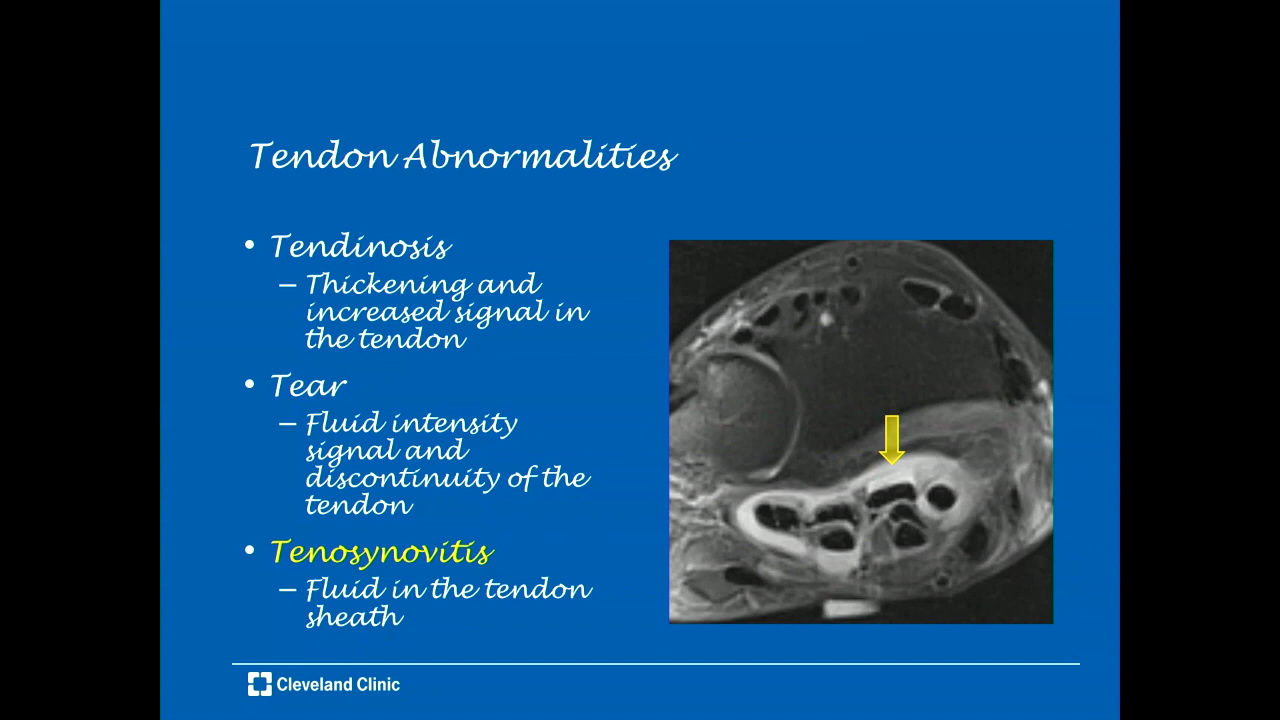 Tendon Abnormalities
• Tendinosis
– Thickening and
increased signal in
the tendon
• Tear
– Fluid intensity
signal and
discontinuity of the
tendon
• Tenosynovitis
– Fluid in the tendon
sheath
Cleveland Clinic